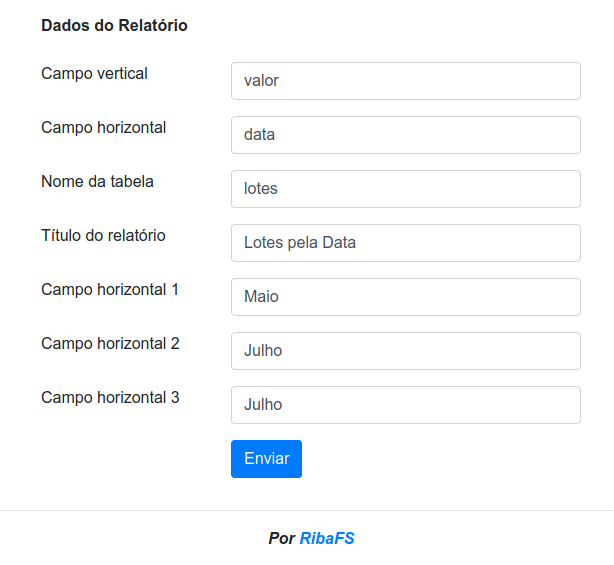 Dados do Relatório
Campo vertical valor
Campo horizontal data
Nome da tabela lotes
Título do relatório Lotes pela Data
Campo horizontal 1 Maio
Campo horizontal 2 Julho
Campo horizontal 3 Julho
Enviar
Por RibaFS